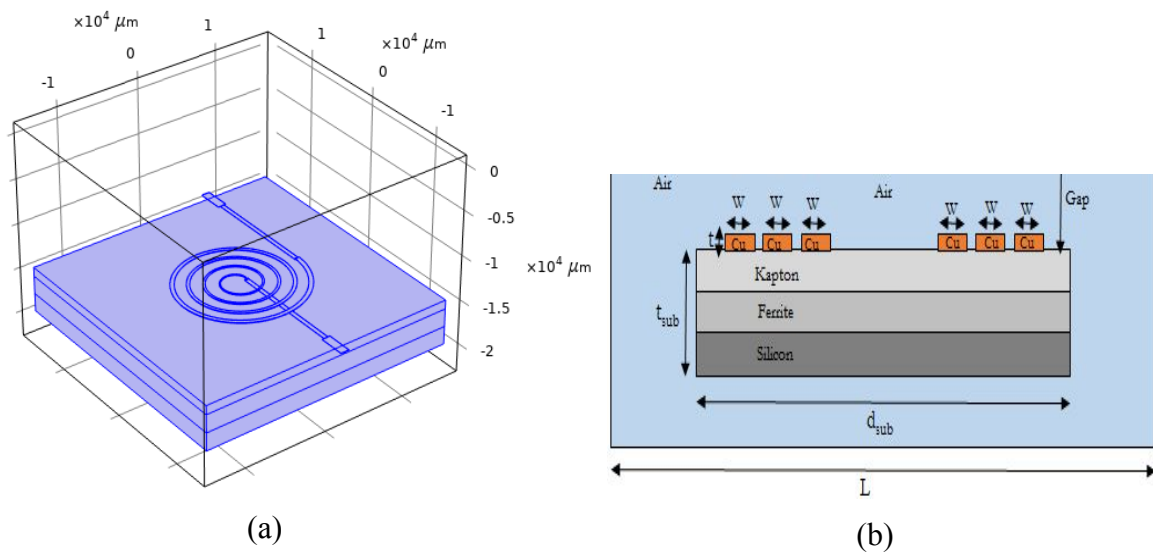 ×10⁴ μm
1
0
-1
×10⁴ μm
1
0
-1
0
-0.5
-1
×10⁴ μm
-1.5
-2
(a)
Air
Air
Gap
W W W
W W W
t
Cu Cu Cu
Cu Cu Cu
Kapton
t_sub
Ferrite
Silicon
d_sub
L
(b)